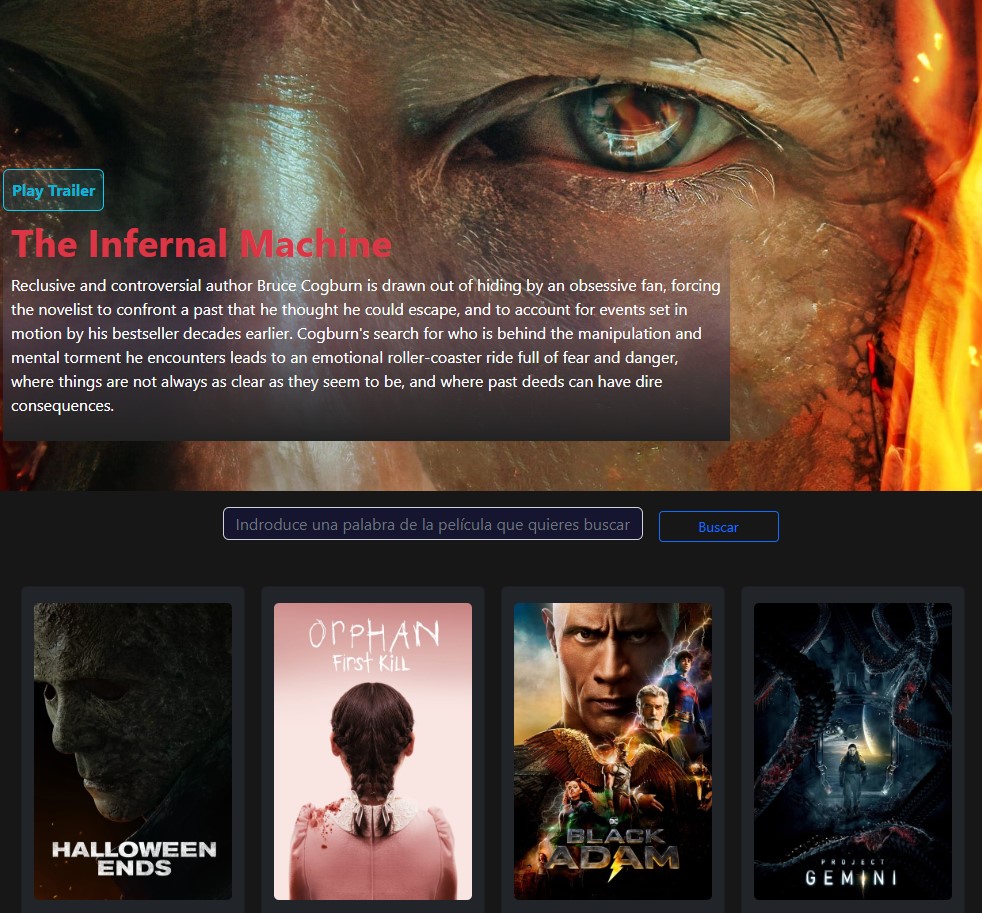 Play Trailer
The Infernal Machine
Reclusive and controversial author Bruce Cogburn is drawn out of hiding by an obsessive fan, forcing
the novelist to confront a past that he thought he could escape, and to account for events set in
motion by his bestseller decades earlier. Cogburn's search for who is behind the manipulation and
mental torment he encounters leads to an emotional roller-coaster ride full of fear and danger,
where things are not always as clear as they seem to be, and where past deeds can have dire
consequences.
Indroduce una palabra de la película que quieres buscar
Buscar
HALLOWEEN
ENDS
ORPHAN
First Kill
DC
BLACK
ADAM
PROJECT
GEMINI